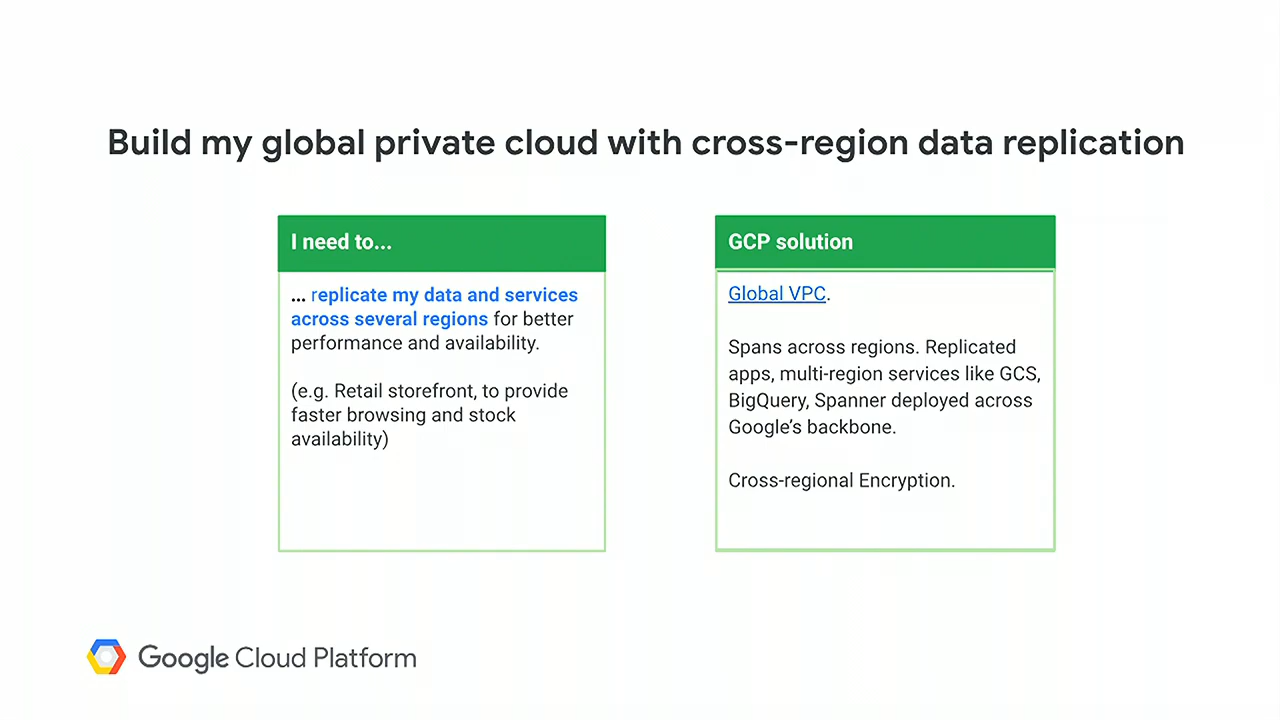 Build my global private cloud with cross-region data replication
I need to...
... replicate my data and services
across several regions for better
performance and availability.
(e.g. Retail storefront, to provide
faster browsing and stock
availability)
GCP solution
Global VPC.
Spans across regions. Replicated
apps, multi-region services like GCS,
BigQuery, Spanner deployed across
Google’s backbone.
Cross-regional Encryption.
Google Cloud Platform